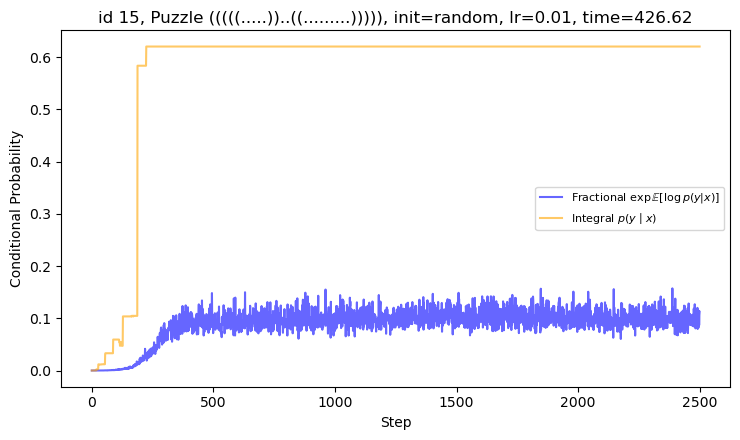 id 15, Puzzle (((((.....))..((.........))))), init=random, lr=0.01, time=426.62
Conditional Probability
0.6
0.5
0.4
0.3
0.2
0.1
0.0
Fractional exp𝔼[log p(y|x)]
Integral p(y | x)
0
500
1000
1500
2000
2500
Step